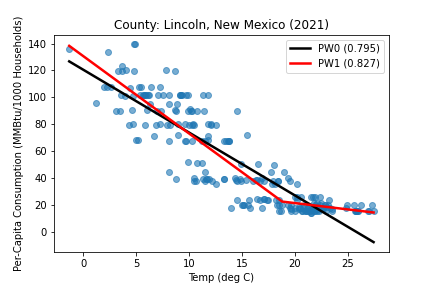 County: Lincoln, New Mexico (2021)
Per-Capita Consumption (MMBtu/1000 Households)
140
120
100
80
60
40
20
0
PW0 (0.795)
PW1 (0.827)
0 5 10 15 20 25
Temp (deg C)